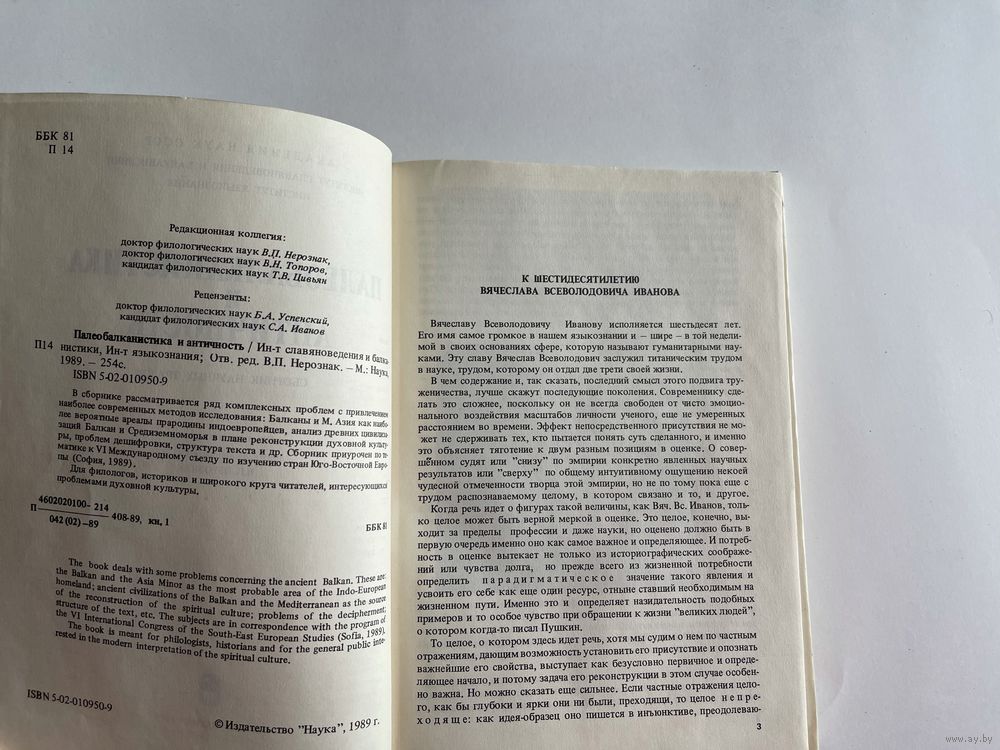 ББК 81
П 14
Редакционная коллегия:
доктор филологических наук В.П. Нерознак,
доктор филологических наук В.Н. Топоров,
кандидат филологических наук Т.В. Цивьян
Рецензенты:
доктор филологических наук Б.А. Успенский,
кандидат филологических наук С.А. Иванов
Палеобалканистика и античность / Ин-т славяноведения и балка-
П14 нистики, Ин-т языкознания; Отв. ред. В.П. Нерознак. — М.: Наука,
1989. — 254с.
ISBN 5-02-010950-9
В сборнике рассматривается ряд комплексных проблем с привлечением
наиболее современных методов исследования: Балканы и М. Азия как наибо-
лее вероятные ареалы прародины индоевропейцев, анализ древних цивили-
заций Балкан и Средиземноморья в плане реконструкции духовной культу-
ры, проблем дешифровки, структура текста и др. Сборник приурочен по те-
матике к VI Международному съезду по изучению стран Юго-Восточной Евро-
пы (София, 1989).
Для филологов, историков и широкого круга читателей, интересующихся
проблемами духовной культуры.
П 4602020100-214
042(02)-89 408-89, кн. 1
ББК 81
The book deals with some problems concerning the ancient Balkan. These are:
the Balkan and the Asia Minor as the most probable area of the Indo-European
homeland; ancient civilizations of the Balkan and the Mediterranean as the source
of the reconstruction of the spiritual culture; problems of the decipherment;
structure of the text, etc. The subjects are in correspondence with the program of
the VI International Congress of the South-East European Studies (Sofia, 1989).
The book is meant for philologists, historians and for the general public inte-
rested in the modern interpretation of the spiritual culture.
ISBN 5-02-010950-9
© Издательство "Наука", 1989 г.
К ШЕСТИДЕСЯТИЛЕТИЮ
ВЯЧЕСЛАВА ВСЕВОЛОДОВИЧА ИВАНОВА
Вячеславу Всеволодовичу Иванову исполняется шестьдесят лет.
Его имя самое громкое в нашем языкознании и — шире — в той недели-
мой в своих основаниях сфере, которую называют гуманитарными нау-
ками. Эту славу Вячеслав Всеволодович заслужил титаническим трудом
в науке, трудом, которому он отдал две трети своей жизни.
В чем содержание и, так сказать, последний смысл этого подвига тру-
женичества, лучше скажут последующие поколения. Современнику сде-
лать это сложнее, поскольку он не всегда свободен от чисто эмоцио-
нального воздействия масштабов личности ученого, еще не умеренных
расстоянием во времени. Эффект непосредственного присутствия не мо-
жет не сдерживать тех, кто пытается понять суть сделанного, и именно
это объясняет тяготение к двум разным позициям в оценке. О совер-
шённом судят или "снизу" по эмпирии конкретно явленных научных
результатов или "сверху" по общему интуитивному ощущению некоей
чудесной отмеченности творца этой эмпирии, но не по тому пока еще с
трудом распознаваемому целому, в котором связано и то, и другое.
Когда речь идет о фигурах такой величины, как Вяч. Вс. Иванов, толь-
ко целое может быть верной меркой в оценке. Это целое, конечно, вы-
ходит за пределы профессии и даже науки, но оценено должно быть в
первую очередь именно оно как самое важное и определяющее. И потреб-
ность в оценке вытекает не только из историографических соображе-
ний или чувства долга, но прежде всего из жизненной потребности
определить парадигматическое значение такого явления и
усвоить его себе как еще один ресурс, отныне ставший необходимым на
жизненном пути. Именно это и определяет назидательность подобных
примеров и то особое чувство при обращении к жизни "великих людей",
о котором когда-то писал Пушкин.
То целое, о котором здесь идет речь, хотя мы судим о нем по частным
отражениям, дающим возможность установить его присутствие и опознать
важнейшие его свойства, выступает как безусловно первичное и опреде-
ляющее начало, и потому задача его реконструкции в этом случае особен-
но важна. Но можно сказать еще сильнее. Если частные отражения цело-
го, как бы глубоки и ярки они ни были, преходящи, то целое непре-
ходяще: как идея-образец оно пишется в инъюнктиве, преодолеваю-
3
www.ay.by